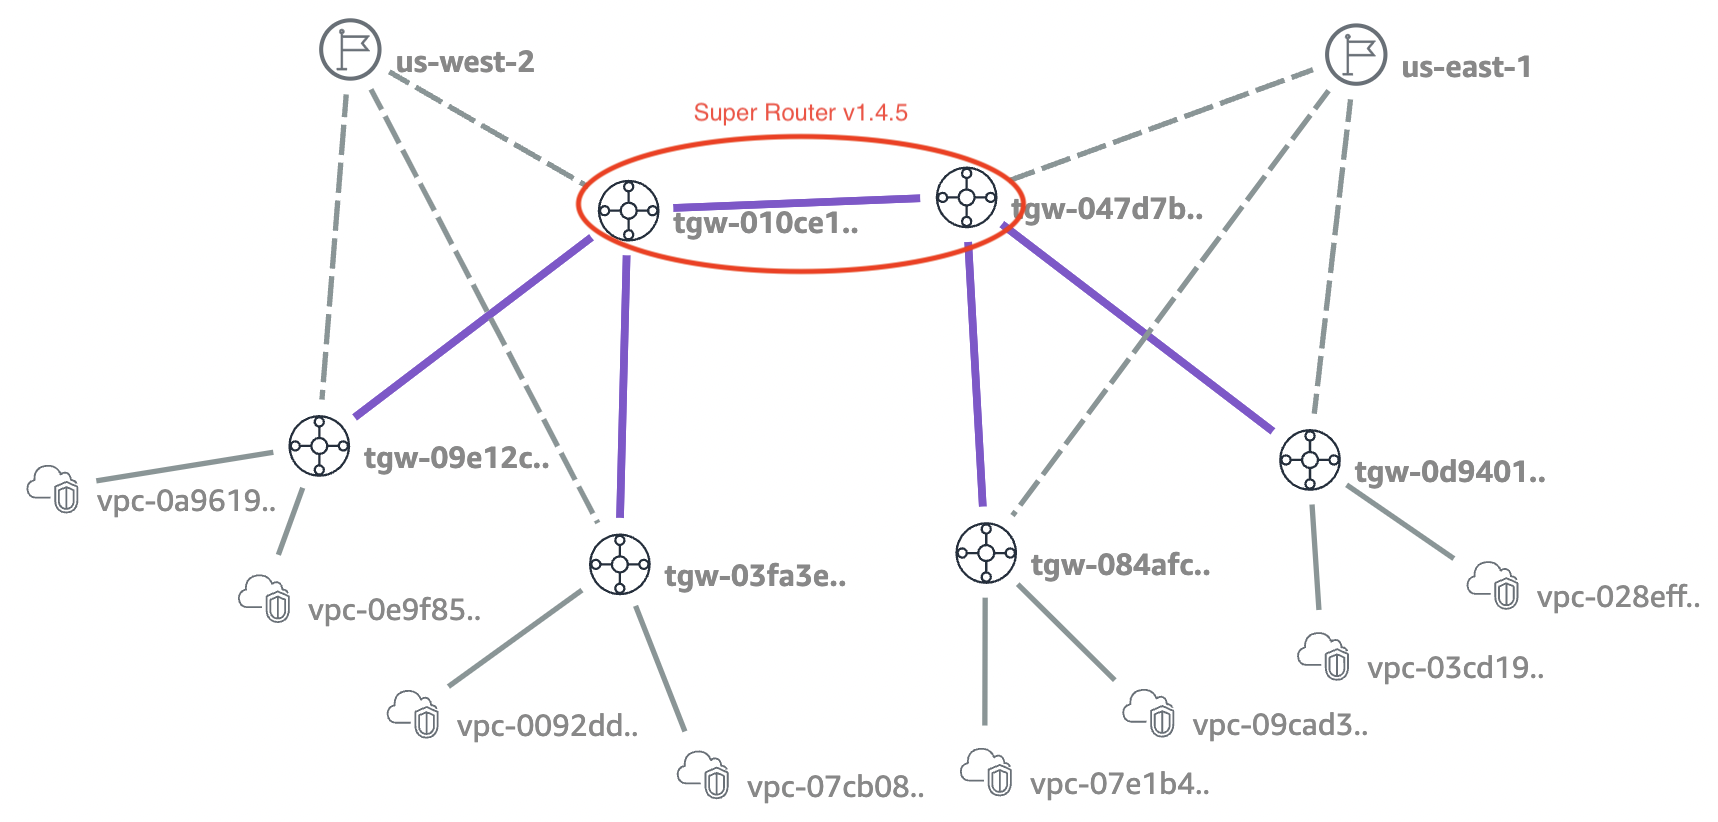 us-west-2
us-east-1
Super Router v1.4.5
tgw-010ce1..
tgw-047d7b..
tgw-09e12c..
tgw-0d9401..
vpc-0a9619..
tgw-03fa3e..
tgw-084afc..
vpc-0e9f85..
vpc-028eff..
vpc-03cd19..
vpc-0092dd..
vpc-09cad3..
vpc-07cb08..
vpc-07e1b4..